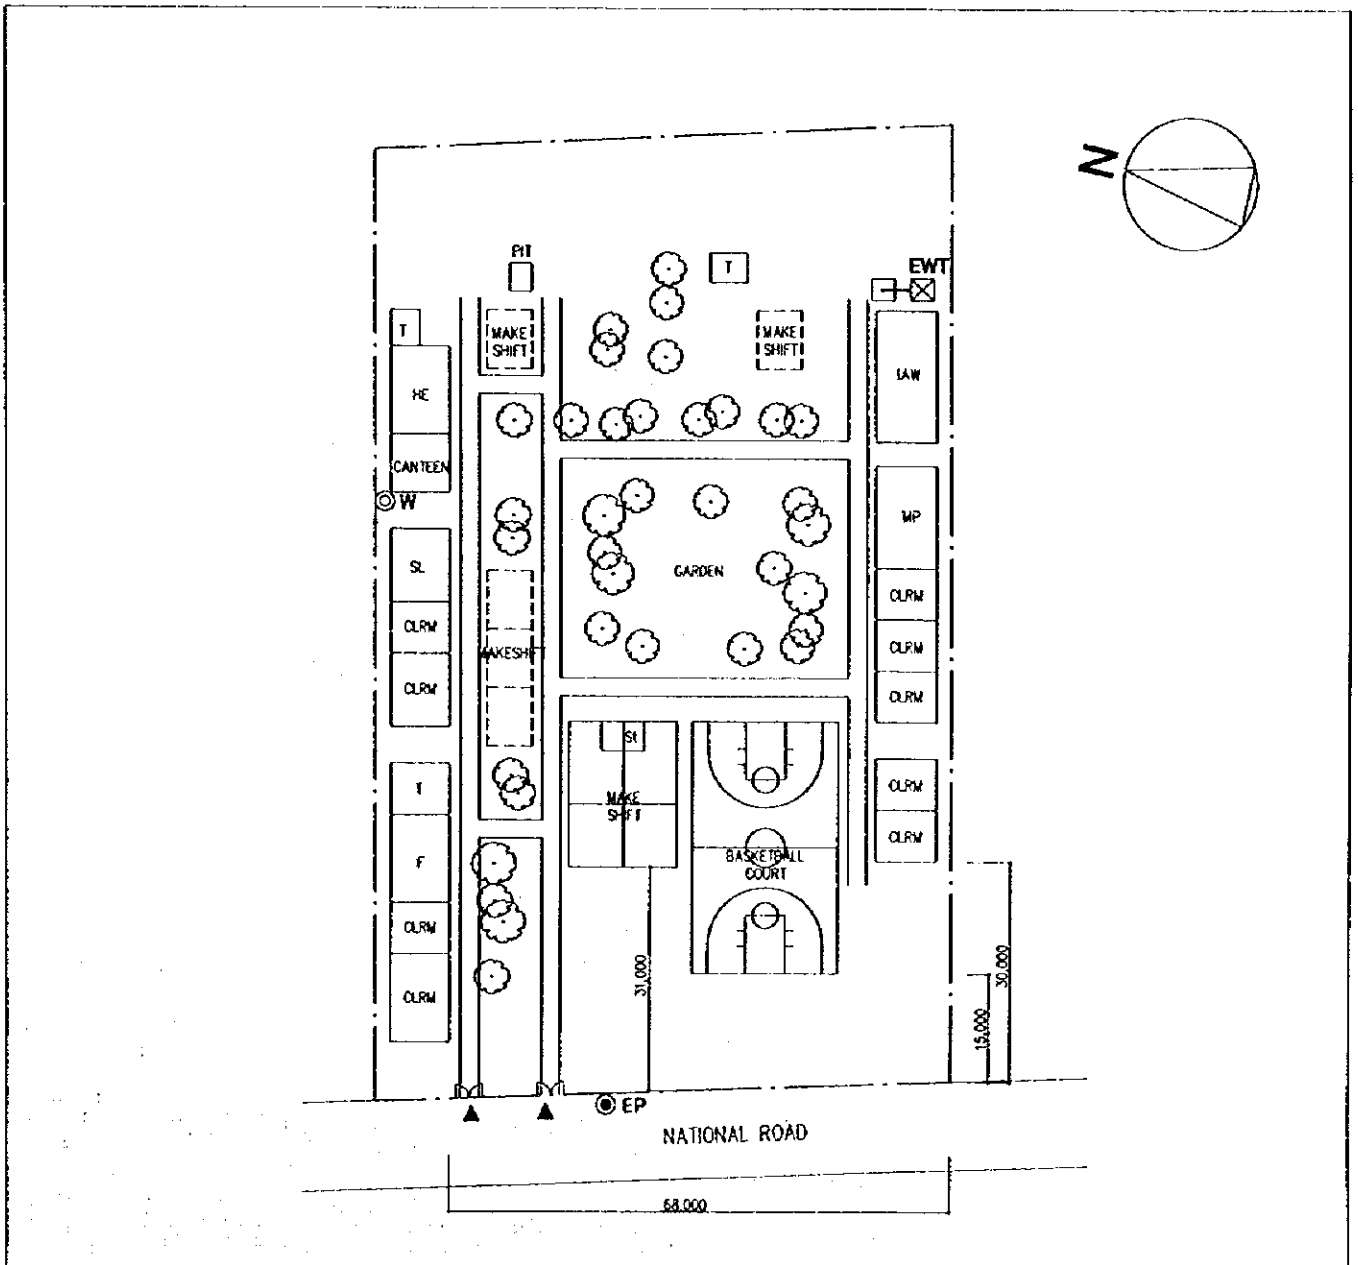 N
PIT
T
EWT
T
MAKE
SHIFT
MAKE
SHIFT
IAW
HE
CANTEEN
W
MP
SL
GARDEN
CLRM
CLRM
MAKESHIFT
CLRM
CLRM
CLRM
St
T
MAKE
SHIFT
CLRM
F
BASKETBALL
COURT
CLRM
CLRM
CLRM
31,000
30,000
15,000
EP
NATIONAL ROAD
68,000